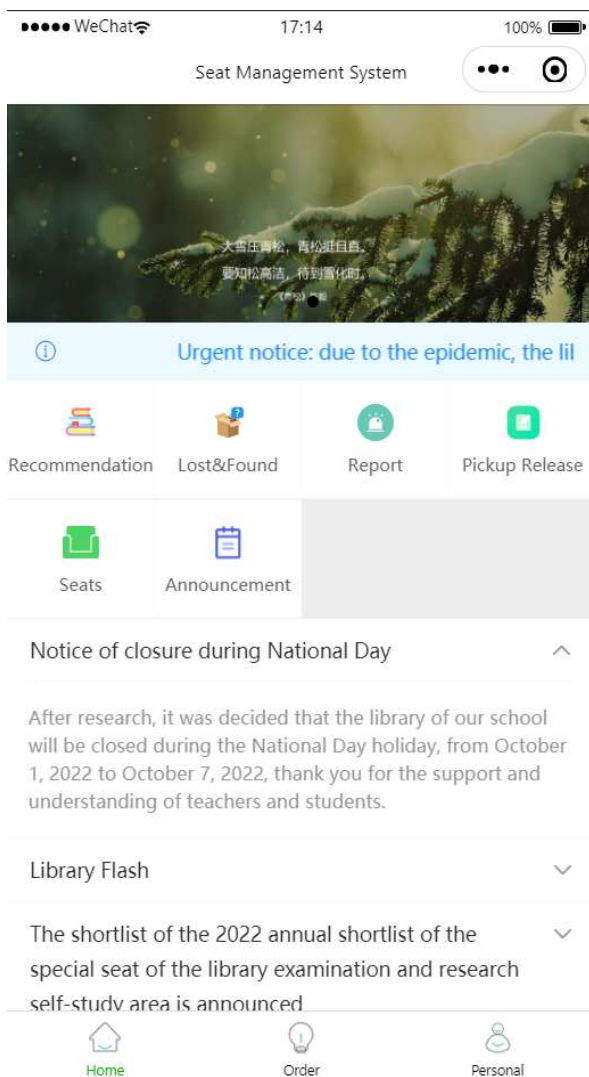 WeChat
17:14
100%
Seat Management System
大雪压青松，青松挺且直。
要知松高洁，待到雪化时。
Urgent notice: due to the epidemic, the lil
Recommendation
Lost&Found
Report
Pickup Release
Seats
Announcement
Notice of closure during National Day
After research, it was decided that the library of our school
will be closed during the National Day holiday, from October
1, 2022 to October 7, 2022, thank you for the support and
understanding of teachers and students.
Library Flash
The shortlist of the 2022 annual shortlist of the
special seat of the library examination and research
self-study area is announced
Home
Order
Personal